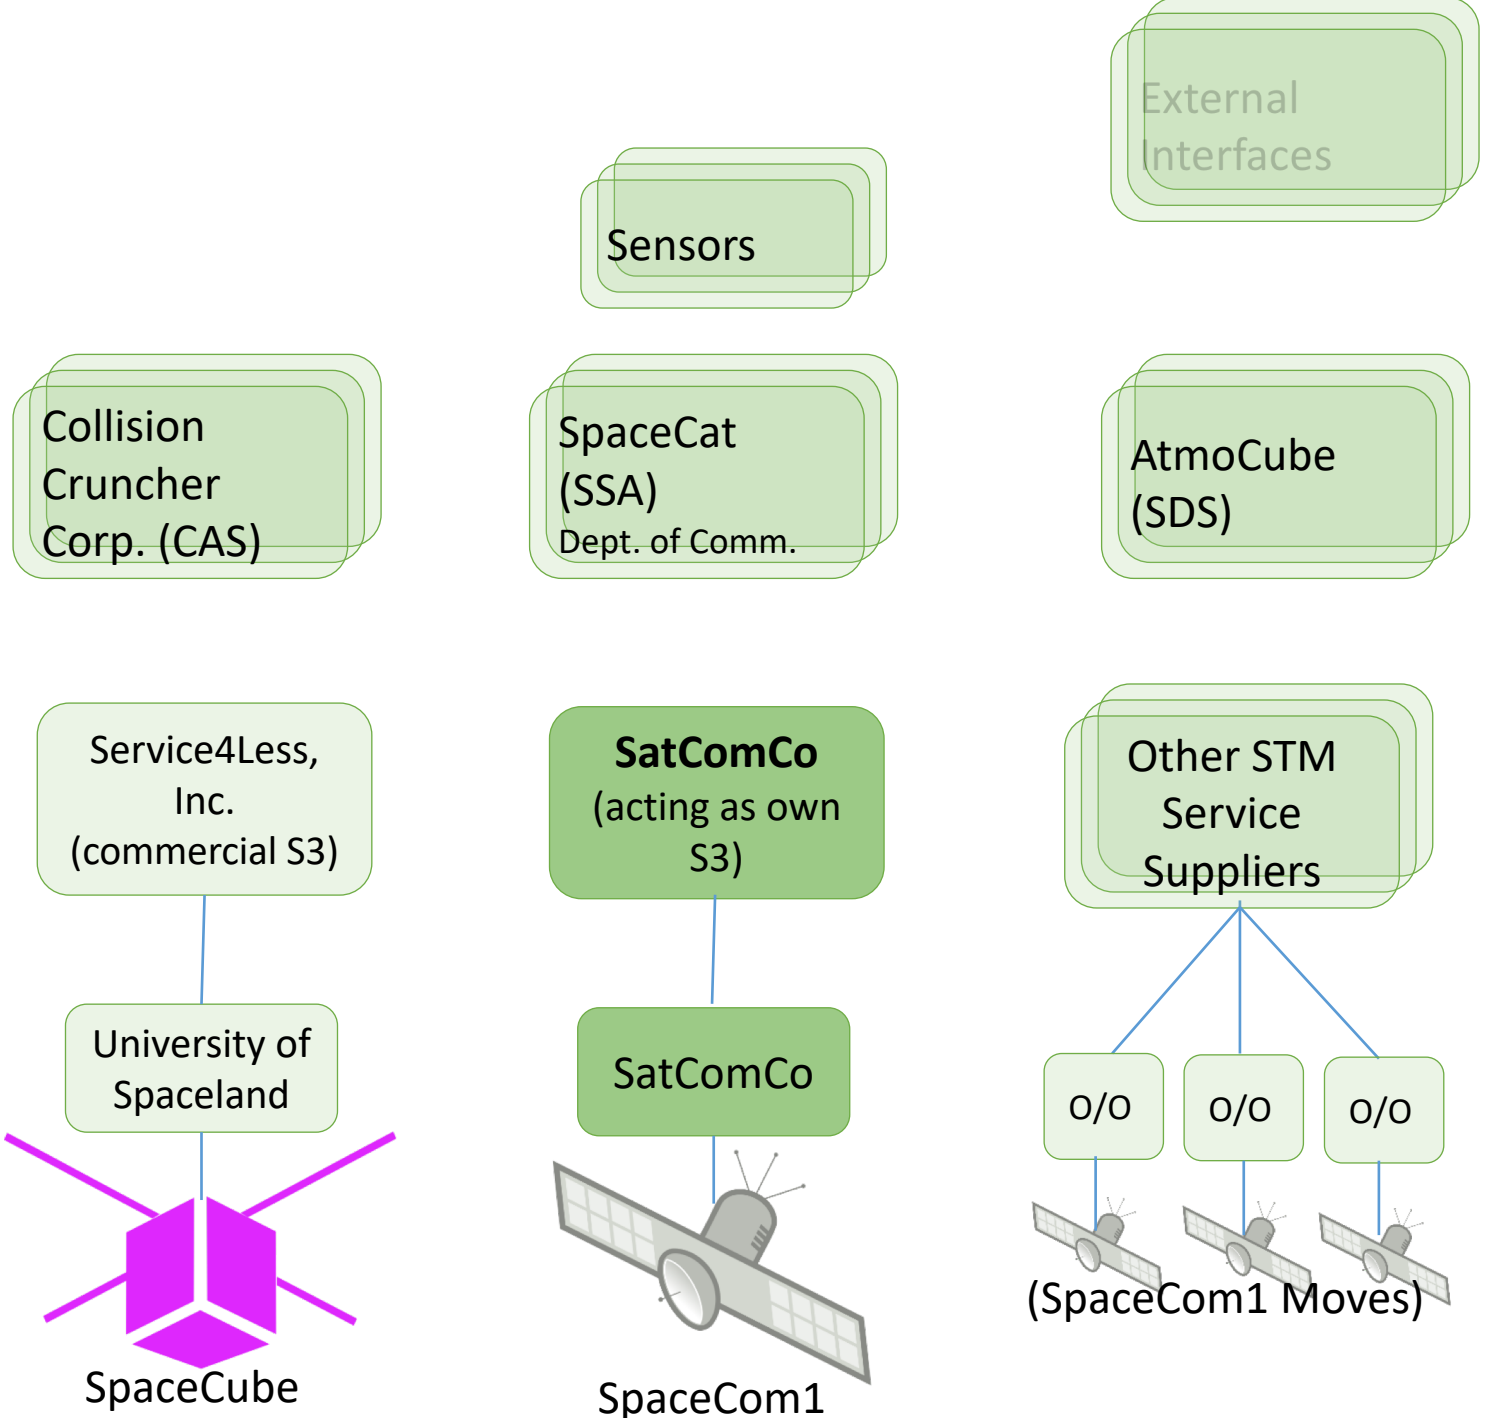 External
Interfaces
Sensors
Collision
Cruncher
Corp. (CAS)
SpaceCat
(SSA)
Dept. of Comm.
AtmoCube
(SDS)
Service4Less,
Inc.
(commercial S3)
SatComCo
(acting as own
S3)
Other STM
Service
Suppliers
University of
Spaceland
SatComCo
O/O
O/O
O/O
(SpaceCom1 Moves)
SpaceCube
SpaceCom1